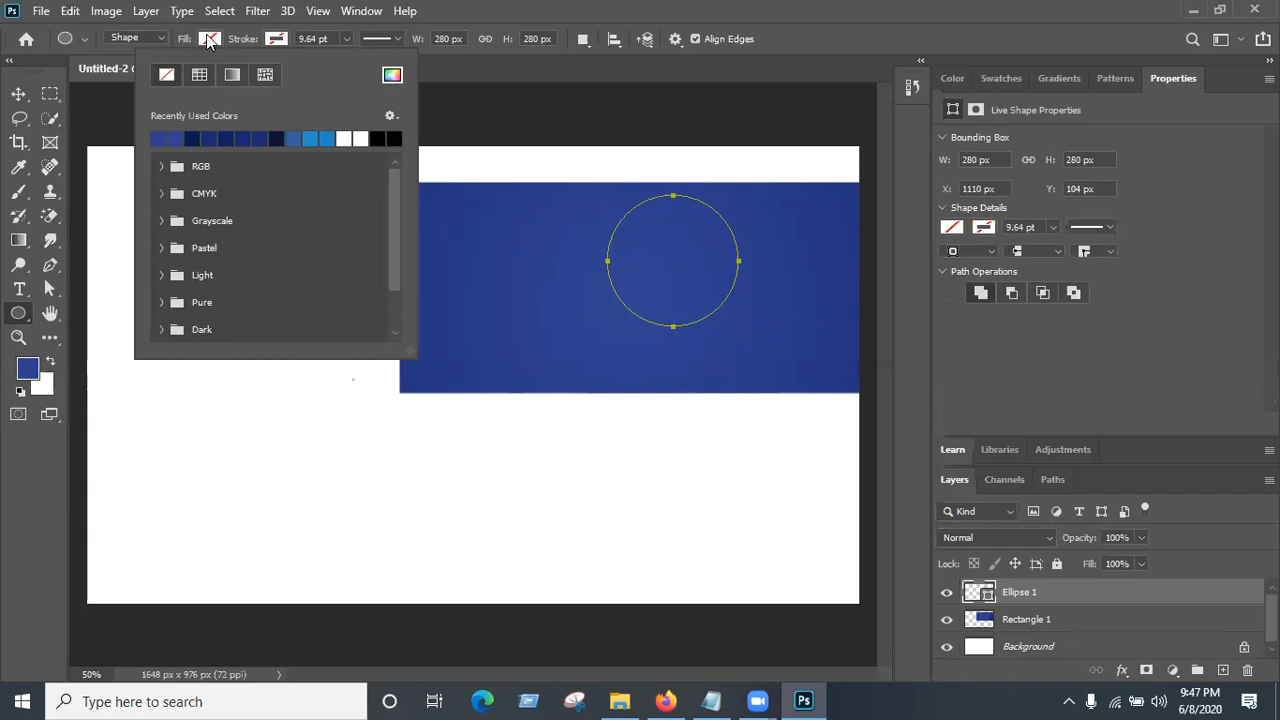 Ps File Edit Image Layer Type Select Filter 3D View Window Help
Shape Fill: Stroke: 9.64 pt W: 280 px H: 280 px Align Edges
Untitled-2
Recently Used Colors
RGB
CMYK
Grayscale
Pastel
Light
Pure
Dark
Color Swatches Gradients Patterns Properties
Live Shape Properties
Bounding Box
W: 280 px H: 280 px
X: 1110 px Y: 104 px
Shape Details
9.64 pt
Path Operations
Learn Libraries Adjustments
Layers Channels Paths
Kind
Normal Opacity: 100%
Lock: Fill: 100%
Ellipse 1
Rectangle 1
Background
50% 1648 px x 976 px (72 ppi)
Type here to search
Ps
9:47 PM
6/8/2020